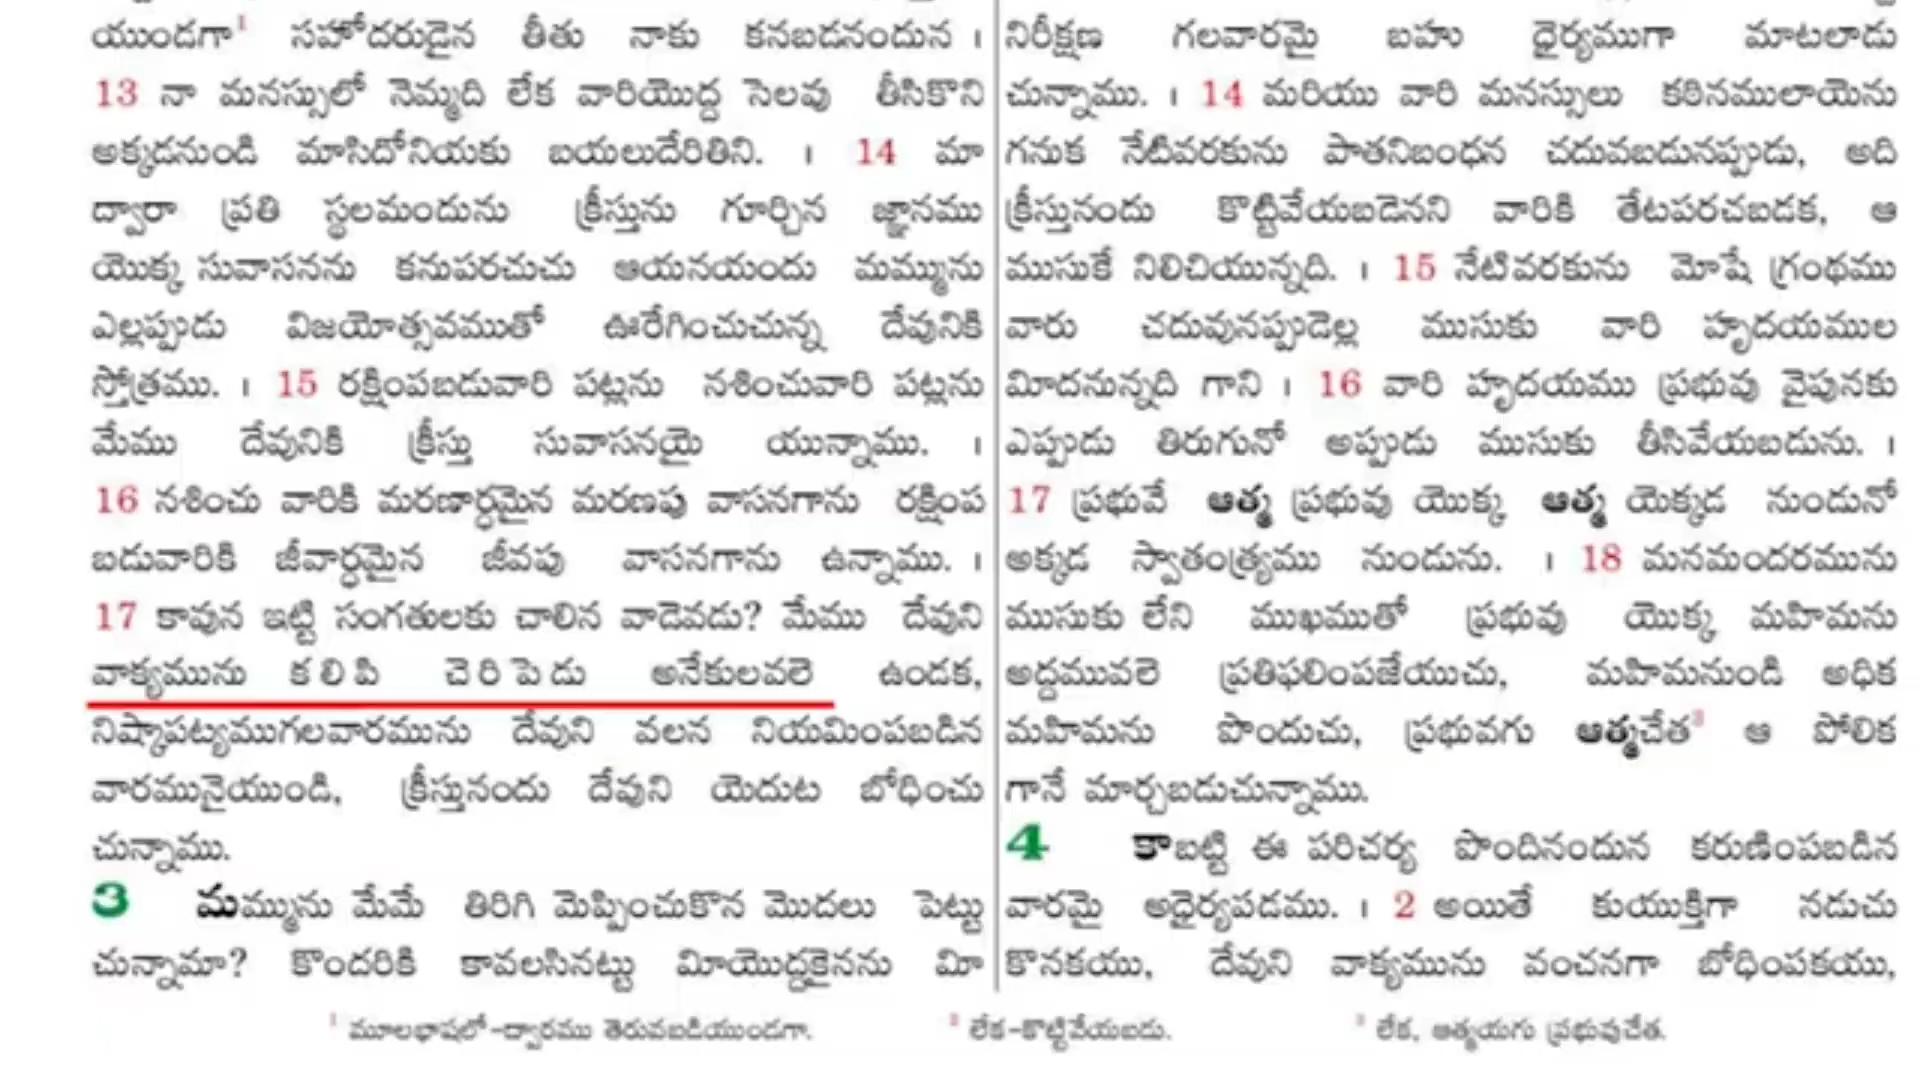 యుండగా¹ సహోదరుడైన తీతు నాకు కనబడనందున ।
13 నా మనస్సులో నెమ్మది లేక వారియొద్ద సెలవు తీసికొని
అక్కడనుండి మాసిదోనియకు బయలుదేరితిని. । 14 మా
ద్వారా ప్రతి స్థలమందును క్రీస్తును గూర్చిన జ్ఞానము
యొక్క సువాసనను కనుపరచుచు ఆయనయందు మమ్మును
ఎల్లప్పుడు విజయోత్సవముతో ఊరేగించుచున్న దేవునికి
స్తోత్రము. । 15 రక్షింపబడువారి పట్లను నశించువారి పట్లను
మేము దేవునికి క్రీస్తు సువాసనయై యున్నాము. ।
16 నశించు వారికి మరణార్థమైన మరణపు వాసనగాను రక్షింప
బడువారికి జీవార్థమైన జీవపు వాసనగాను ఉన్నాము. ।
17 కావున ఇట్టి సంగతులకు చాలిన వాడెవడు? మేము దేవుని
వాక్యమును కలిపి చెరిపెడు అనేకులవలె ఉండక,
నిష్కాపట్యముగలవారమును దేవుని వలన నియమింపబడిన
వారమునైయుండి, క్రీస్తునందు దేవుని యెదుట బోధించు
చున్నాము.
3 మమ్మును మేమే తిరిగి మెప్పించుకొన మొదలు పెట్టు
చున్నామా? కొందరికి కావలసినట్టు మీయొద్దకైనను మీ
నిరీక్షణ గలవారమై బహు ధైర్యముగా మాటలాడు
చున్నాము. । 14 మరియు వారి మనస్సులు కఠినములాయెను
గనుక నేటివరకును పాతనిబంధన చదువబడునప్పుడు, అది
క్రీస్తునందు కొట్టివేయబడెనని వారికి తేటపరచబడక, ఆ
ముసుకే నిలిచియున్నది. । 15 నేటివరకును మోషే గ్రంథము
వారు చదువునప్పుడెల్ల ముసుకు వారి హృదయముల
మీదనున్నది గాని । 16 వారి హృదయము ప్రభువు వైపునకు
ఎప్పుడు తిరుగునో అప్పుడు ముసుకు తీసివేయబడును. ।
17 ప్రభువే ఆత్మ ప్రభువు యొక్క ఆత్మ యెక్కడ నుండునో
అక్కడ స్వాతంత్ర్యము నుండును. । 18 మనమందరమును
ముసుకు లేని ముఖముతో ప్రభువు యొక్క మహిమను
అద్దమువలె ప్రతిఫలింపజేయుచు, మహిమనుండి అధిక
మహిమను పొందుచు, ప్రభువగు ఆత్మచేత³ ఆ పోలిక
గానే మార్చబడుచున్నాము.
4 కాబట్టి ఈ పరిచర్య పొందినందున కరుణింపబడిన
వారమై అధైర్యపడము. । 2 అయితే కుయుక్తిగా నడుచు
కొనకయు, దేవుని వాక్యమును వంచనగా బోధింపకయు,
¹ మూలభాషలో-ద్వారము తెరువబడియుండగా. ² లేక-కొట్టివేయబడు. ³ లేక, ఆత్మయగు ప్రభువుచేత.